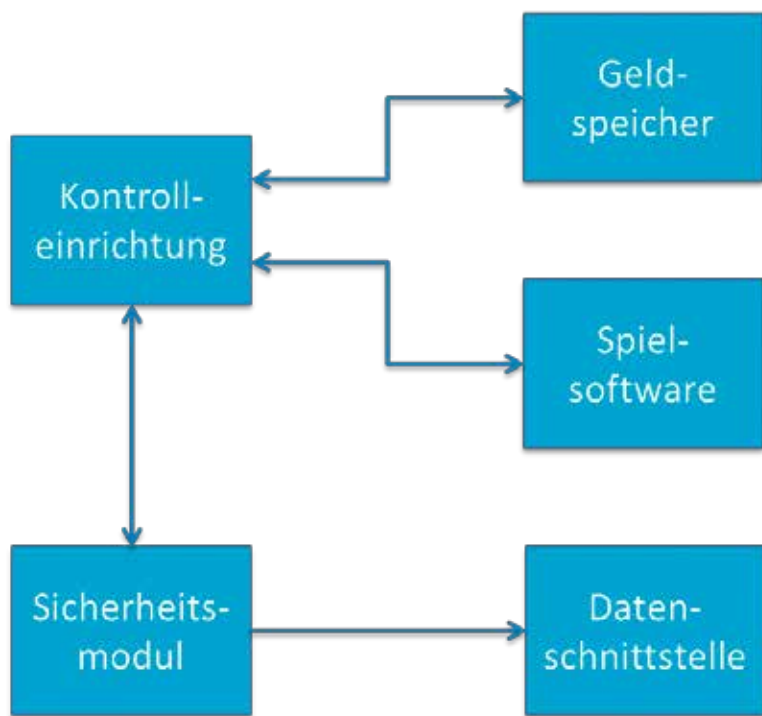 Geld-
speicher
Kontroll-
einrichtung
Spiel-
software
Sicherheits-
modul
Daten-
schnittstelle